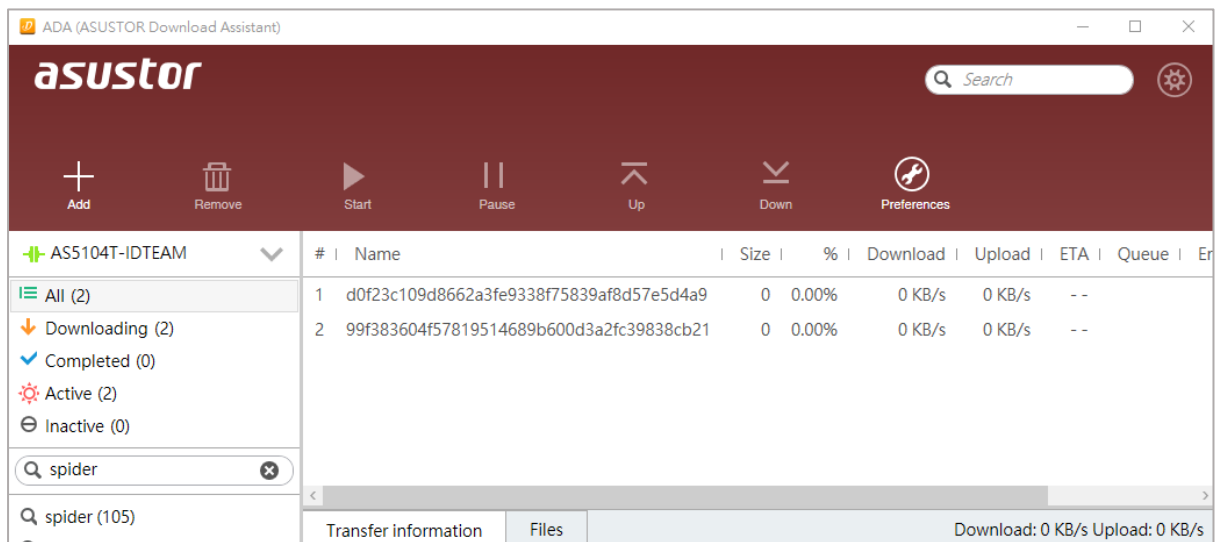 ADA (ASUSTOR Download Assistant)
asustor
Search
Add
Remove
Start
Pause
Up
Down
Preferences
AS5104T-IDTEAM
All (2)
Downloading (2)
Completed (0)
Active (2)
Inactive (0)
spider
spider (105)
# Name Size % Download Upload ETA Queue Er
1 d0f23c109d8662a3fe9338f75839af8d57e5d4a9 0 0.00% 0 KB/s 0 KB/s - -
2 99f383604f57819514689b600d3a2fc39838cb21 0 0.00% 0 KB/s 0 KB/s - -
Transfer information Files Download: 0 KB/s Upload: 0 KB/s